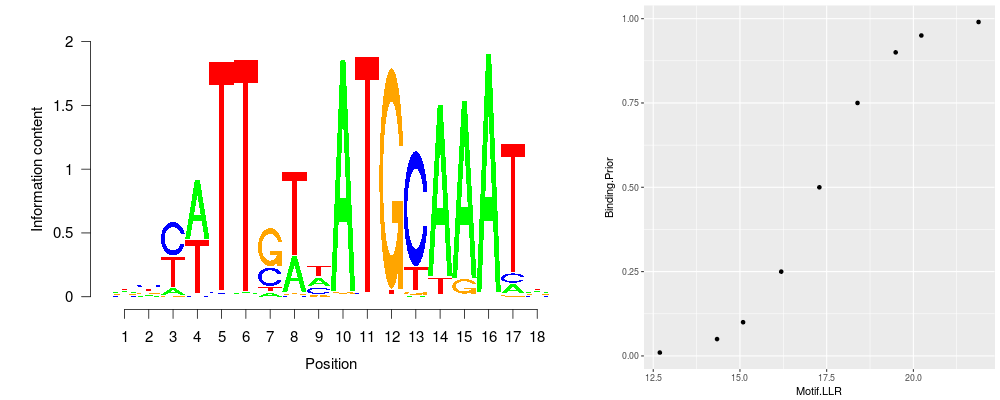 Information content
2
1.5
1
0.5
0
C
T
A
A
T
T
T
G
C
T
A
T
A
C
A
T
G
C
T
A
T
A
G
A
T
C
A
1 2 3 4 5 6 7 8 9 10 11 12 13 14 15 16 17 18
Position
Binding.Prior
1.00
0.75
0.50
0.25
0.00
12.5 15.0 17.5 20.0
Motif.LLR